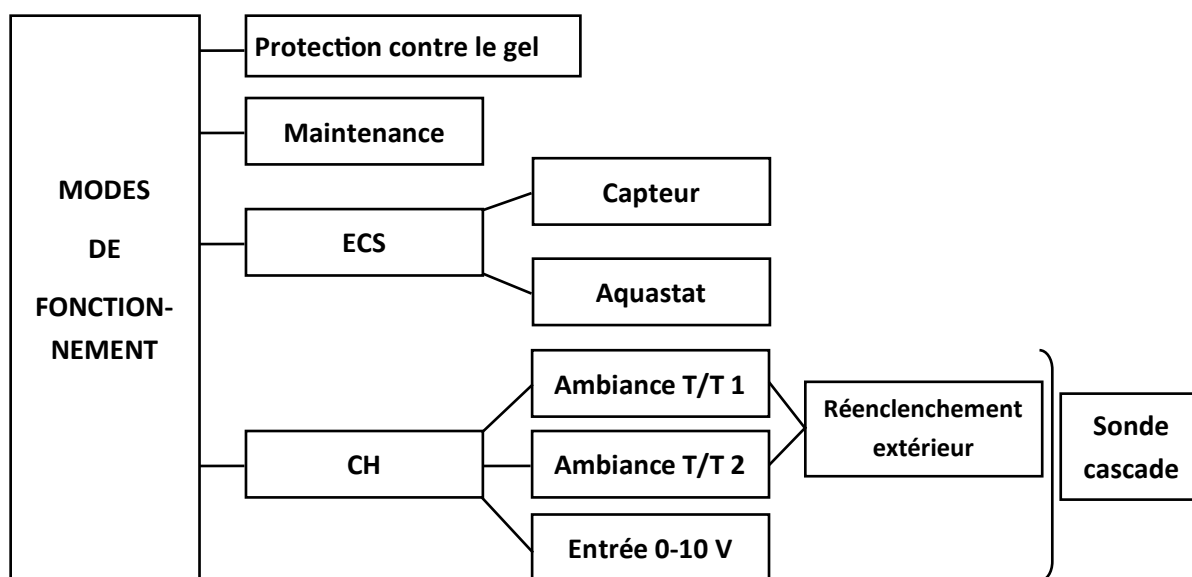 MODES
DE
FONCTION-
NEMENT
Protection contre le gel
Maintenance
ECS
Capteur
Aquastat
CH
Ambiance T/T 1
Ambiance T/T 2
Entrée 0-10 V
Réenclenchement
extérieur
Sonde
cascade